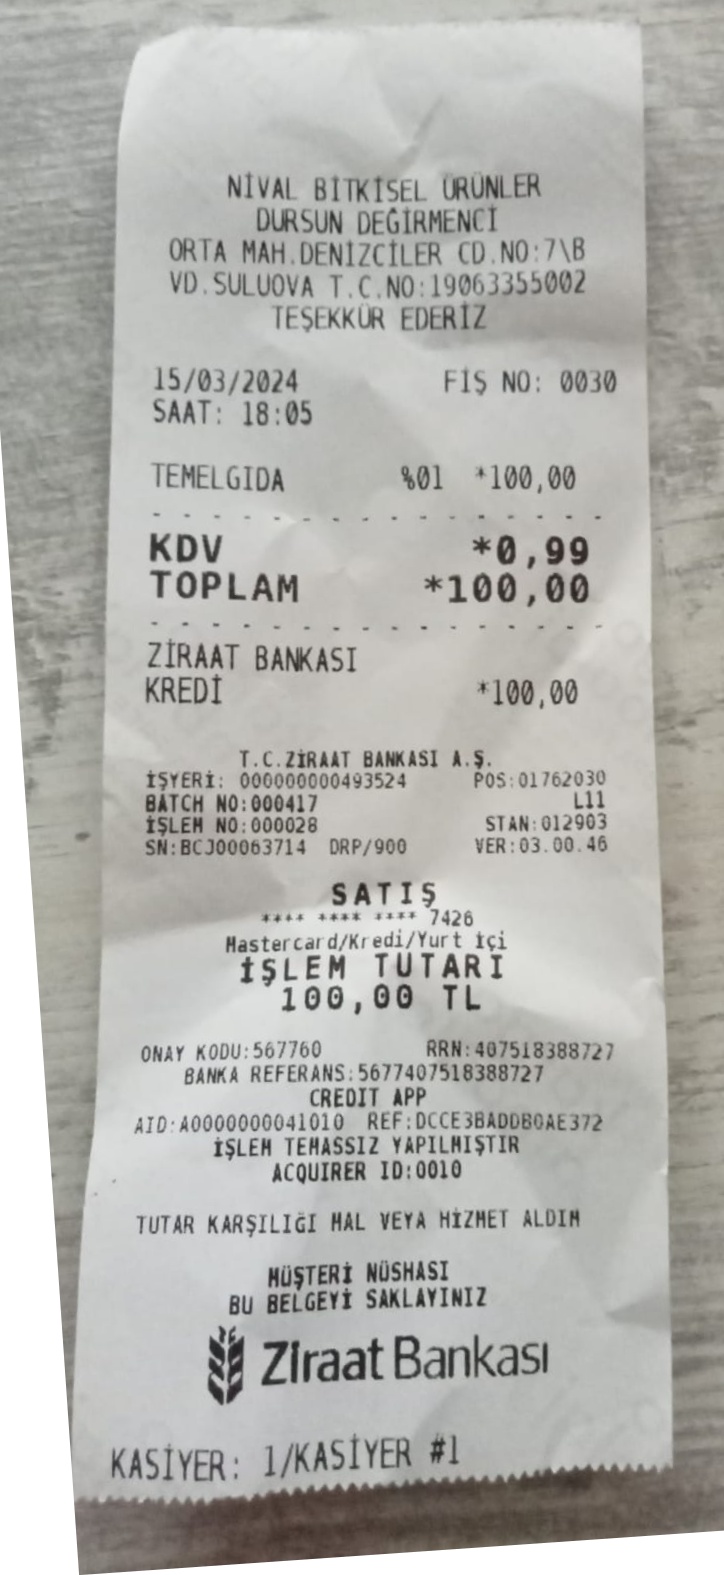 NİVAL BİTKİSEL ÜRÜNLER
DURSUN DEĞİRMENCİ
ORTA MAH.DENİZCİLER CD.NO:7\B
VD.SULUOVA T.C.NO:19063355002
TEŞEKKÜR EDERİZ
15/03/2024 FİŞ NO: 0030
SAAT: 18:05
TEMELGIDA %01 *100,00
KDV *0,99
TOPLAM *100,00
ZİRAAT BANKASI
KREDİ *100,00
T.C.ZİRAAT BANKASI A.Ş.
İŞYERİ: 000000000493524 POS:01762030
BATCH NO:000417 L11
İŞLEM NO:000028 STAN:012903
SN:BCJ00063714 DRP/900 VER:03.00.46
SATIŞ
**** **** **** 7426
Mastercard/Kredi/Yurt İçi
İŞLEM TUTARI
100,00 TL
ONAY KODU:567760 RRN:407518388727
BANKA REFERANS:5677407518388727
CREDIT APP
AID:A0000000041010 REF:DCCE3BADDB0AE372
İŞLEM TEMASSIZ YAPILMIŞTIR
ACQUIRER ID:0010
TUTAR KARŞILIĞI MAL VEYA HİZMET ALDIM
MÜŞTERİ NÜSHASI
BU BELGEYİ SAKLAYINIZ
Ziraat Bankası
KASİYER: 1/KASİYER #1